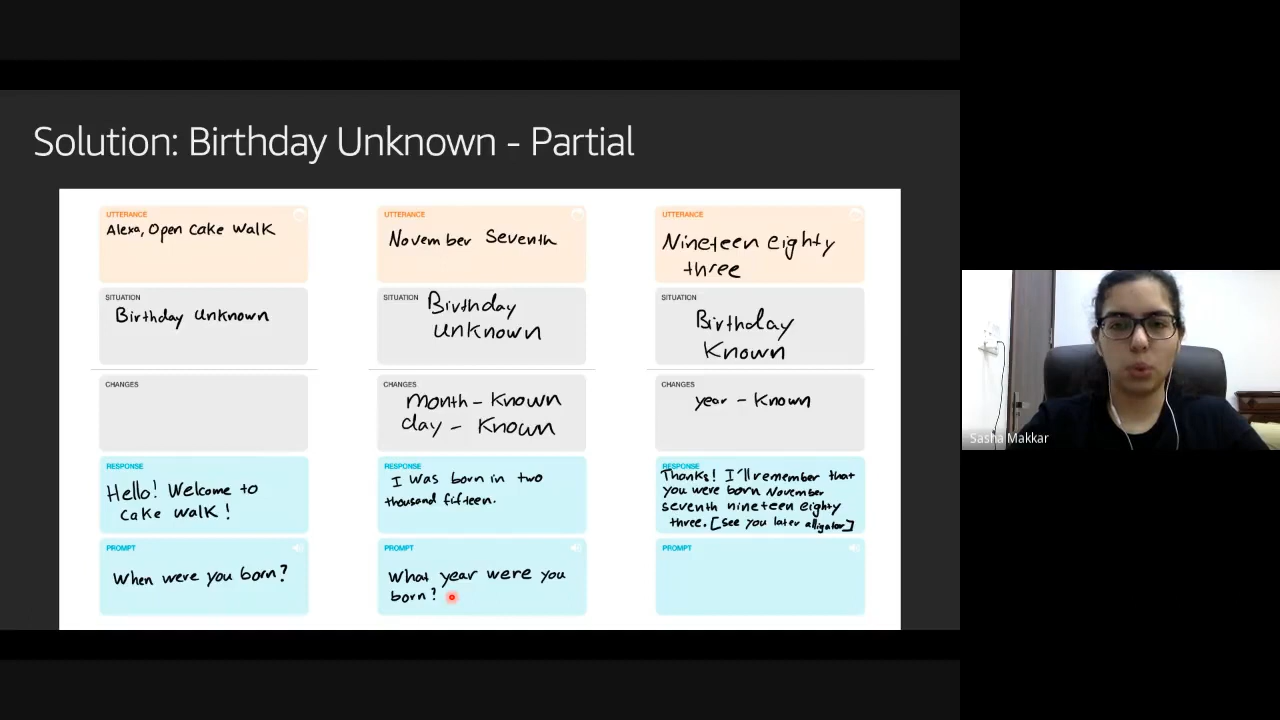 Solution: Birthday Unknown - Partial
UTTERANCE
Alexa, Open cake walk
SITUATION
Birthday unknown
CHANGES
RESPONSE
Hello! Welcome to
cake walk!
PROMPT
When were you born?
UTTERANCE
November Seventh
SITUATION
Birthday
unknown
CHANGES
month - known
day - known
RESPONSE
I was born in two
thousand fifteen.
PROMPT
What year were you
born?
UTTERANCE
Nineteen eighty
three
SITUATION
Birthday
Known
CHANGES
year - known
RESPONSE
Thanks! I'll remember that
you were born November
seventh nineteen eighty
three. [see you later alligator]
PROMPT
Sasha Makkar